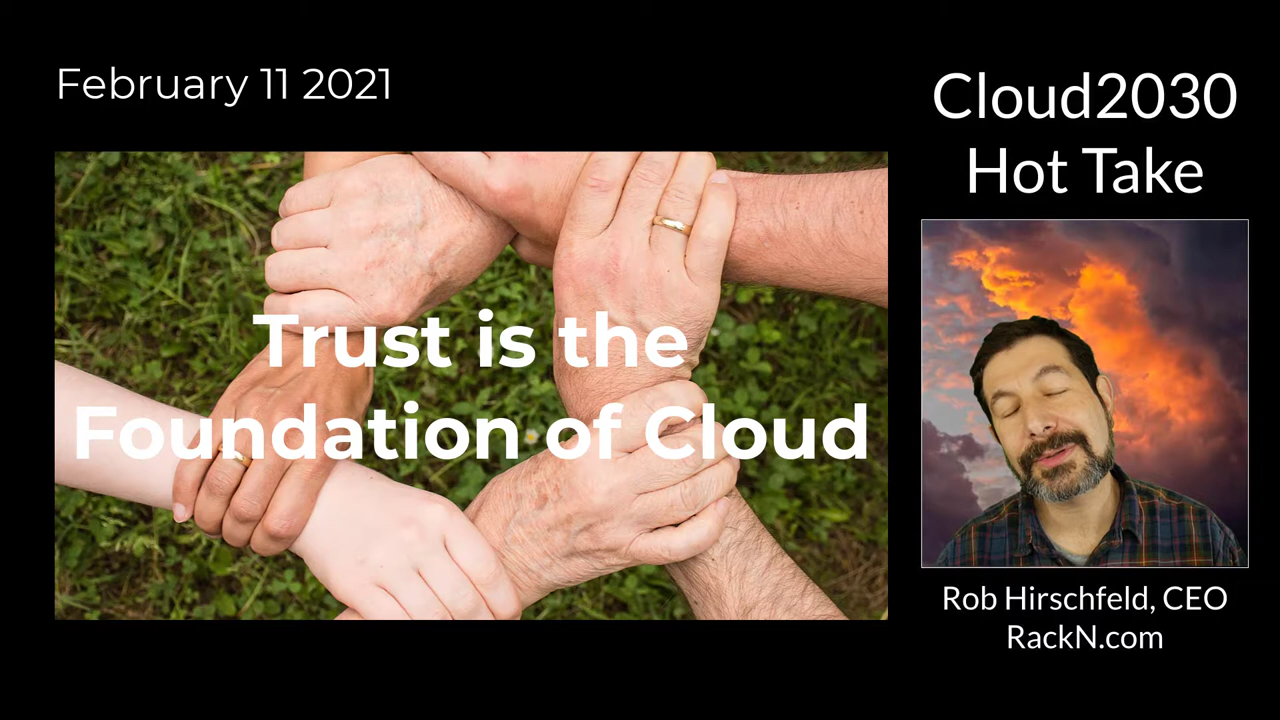 February 11 2021
Cloud2030
Hot Take
Trust is the
Foundation of Cloud
Rob Hirschfeld, CEO
RackN.com